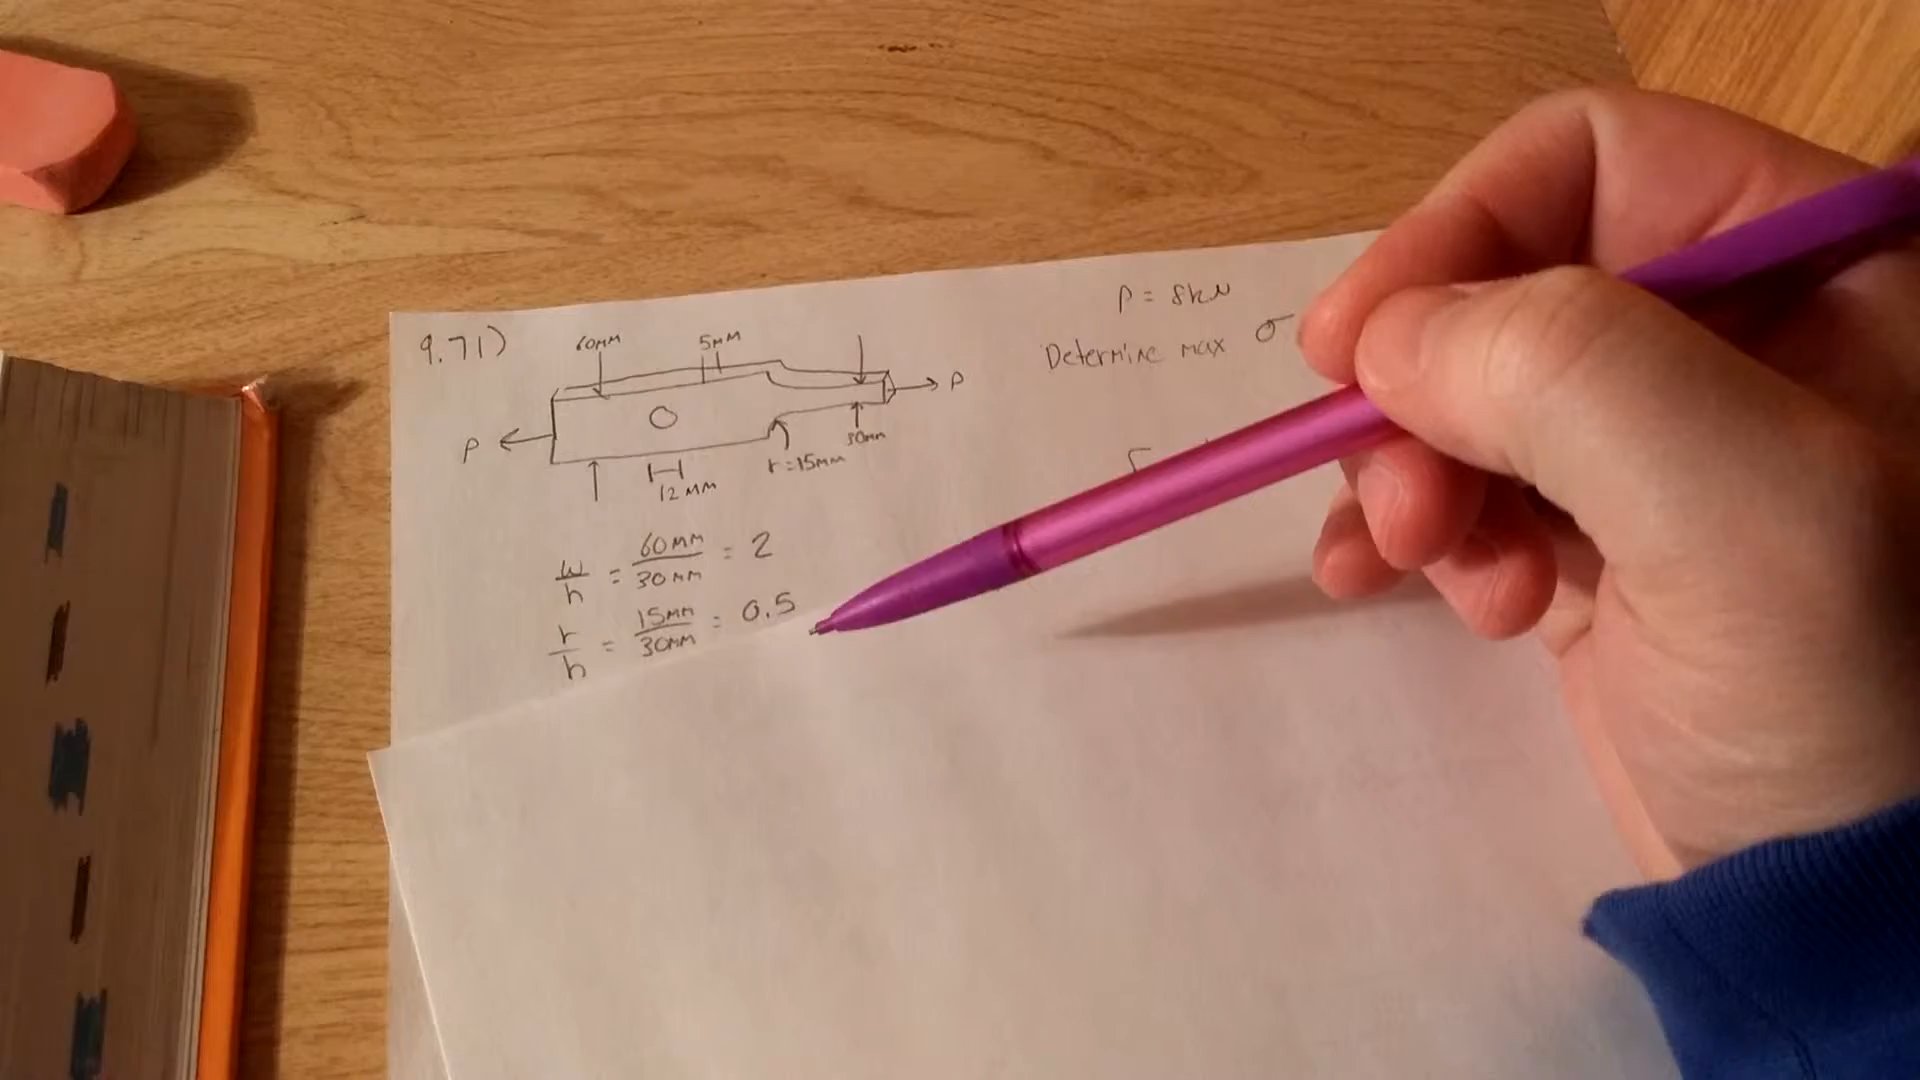 9.71)
P = 8kN
Determine max σ
60mm
5mm
P
P
30mm
r=15mm
12mm
w/h = 60mm/30mm = 2
r/h = 15mm/30mm = 0.5